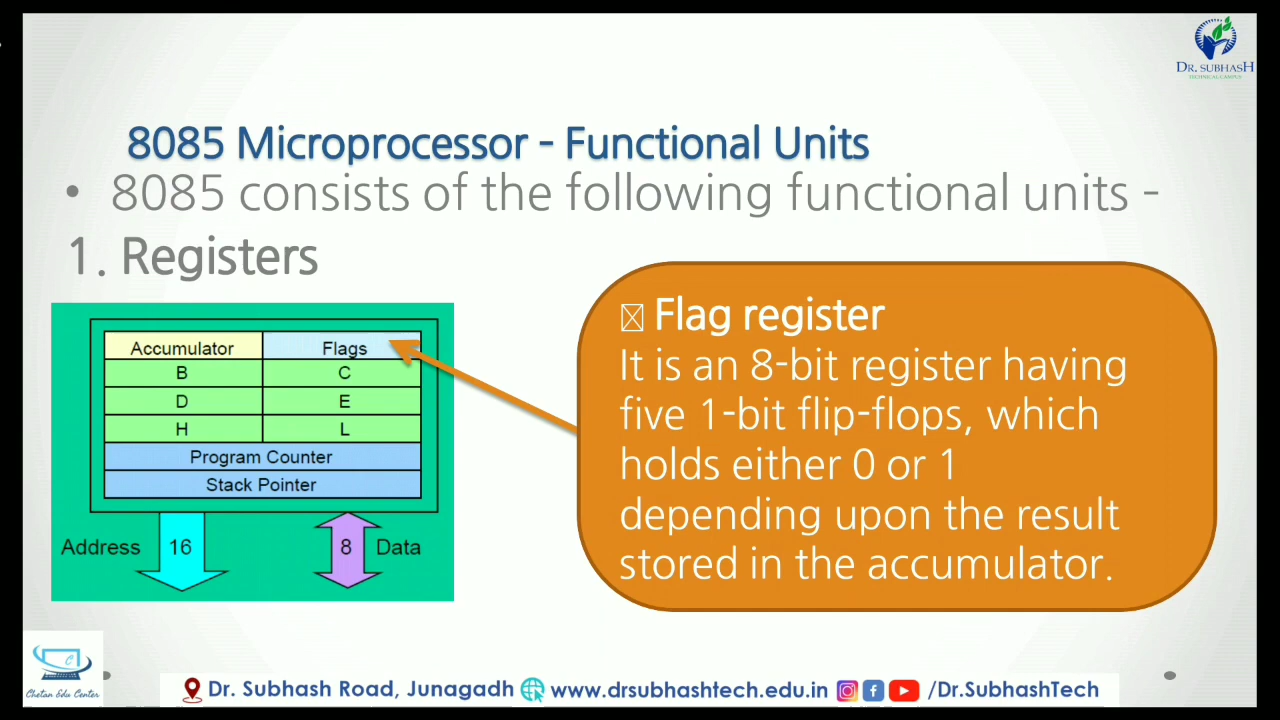 DR. SUBHASH
TECHNICAL CAMPUS
8085 Microprocessor - Functional Units
• 8085 consists of the following functional units -
1. Registers
Accumulator Flags
B C
D E
H L
Program Counter
Stack Pointer
Address 16 8 Data
Flag register
It is an 8-bit register having
five 1-bit flip-flops, which
holds either 0 or 1
depending upon the result
stored in the accumulator.
Chetan Edu Center
Dr. Subhash Road, Junagadh www.drsubhashtech.edu.in /Dr.SubhashTech